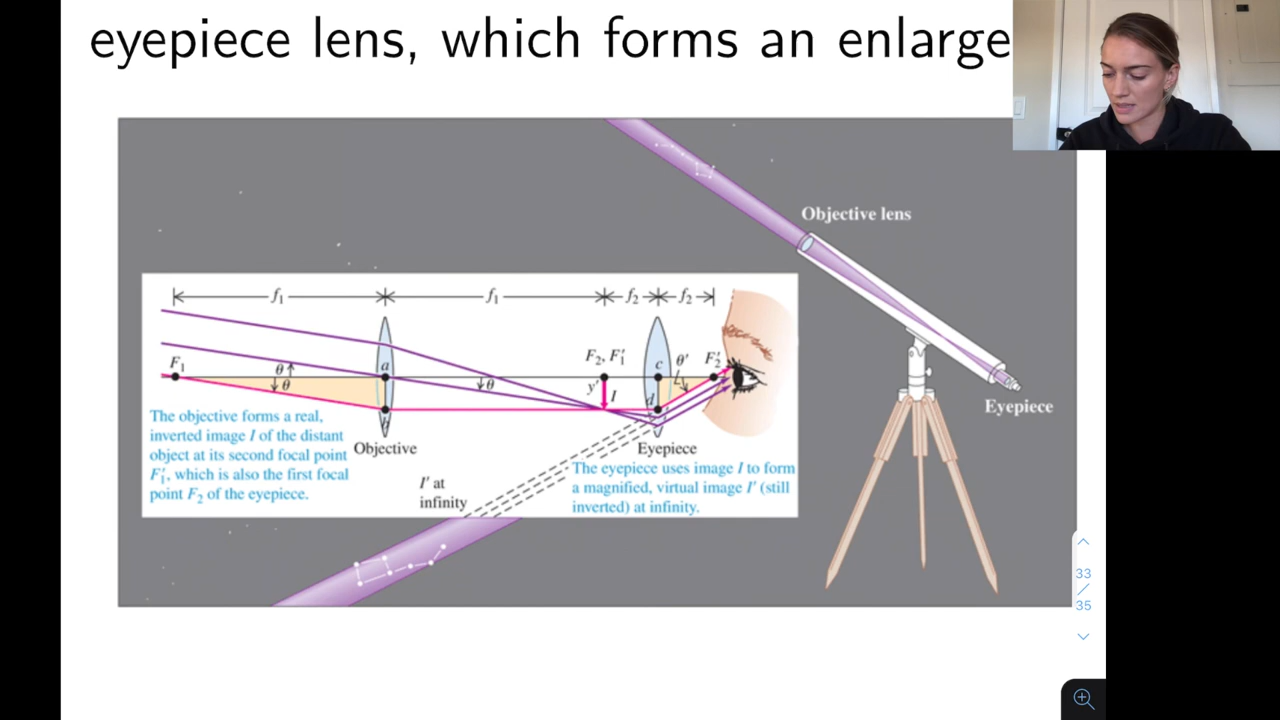 eyepiece lens, which forms an enlarge
Objective lens
Eyepiece
f₁
f₁
f₂
f₂
F₁
θ
θ
a
b
θ
F₂, F₁′
y′
I
c
θ′
F₂′
d
Objective
Eyepiece
The objective forms a real,
inverted image I of the distant
object at its second focal point
F₁′, which is also the first focal
point F₂ of the eyepiece.
I′ at
infinity
The eyepiece uses image I to form
a magnified, virtual image I′ (still
inverted) at infinity.
33
/
35